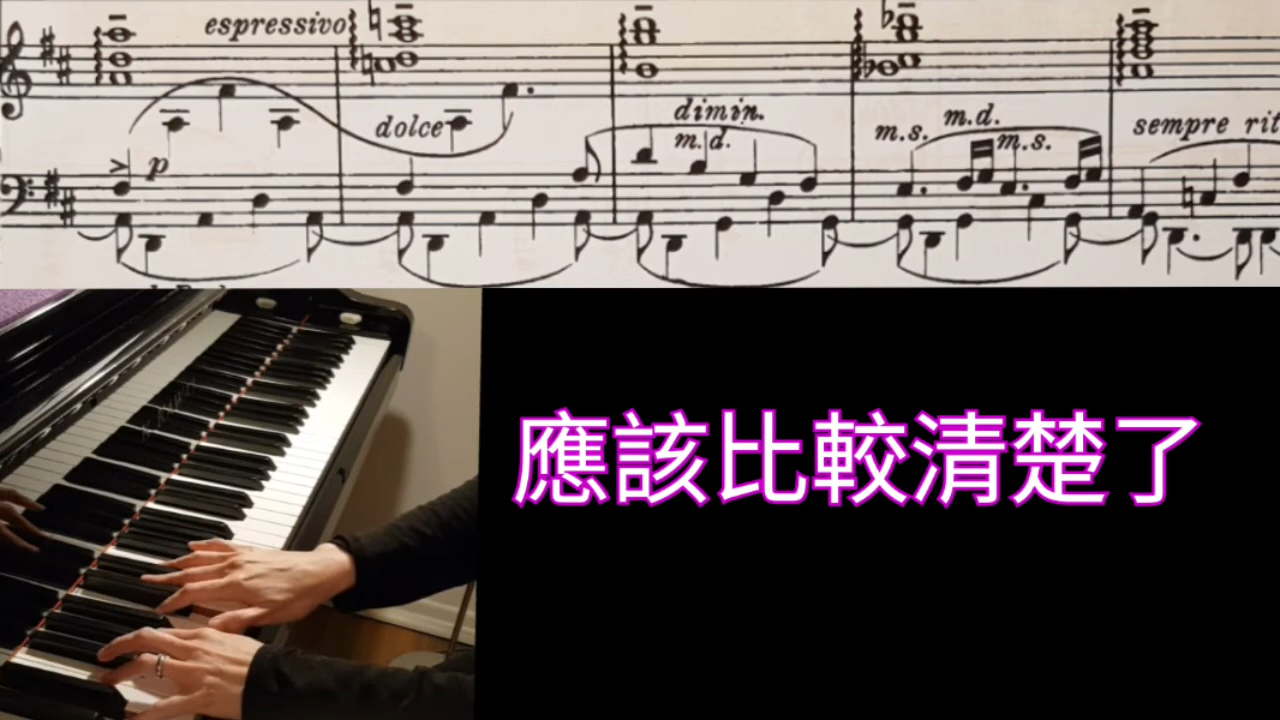 espressivo
p
dolce
dimin.
m.d.
m.s.
m.d.
m.s.
sempre rit
應該比較清楚了